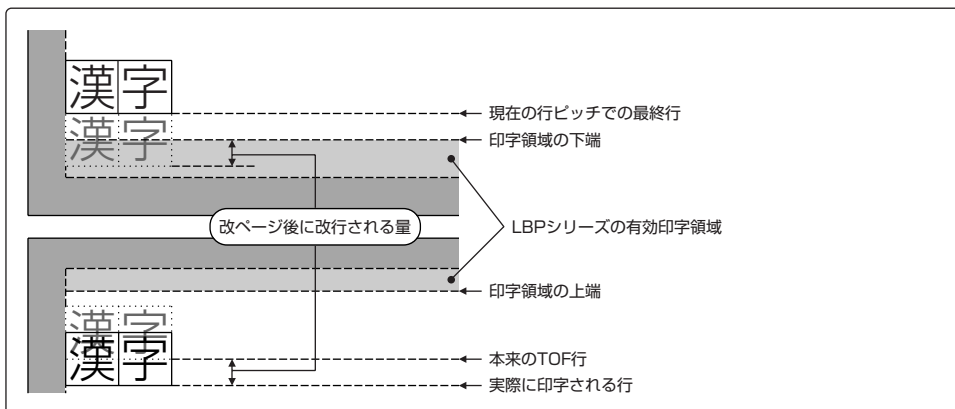 漢字
現在の行ピッチでの最終行
漢字
印字領域の下端
改ページ後に改行される量
LBPシリーズの有効印字領域
印字領域の上端
漢字
漢字
本来のTOF行
実際に印字される行